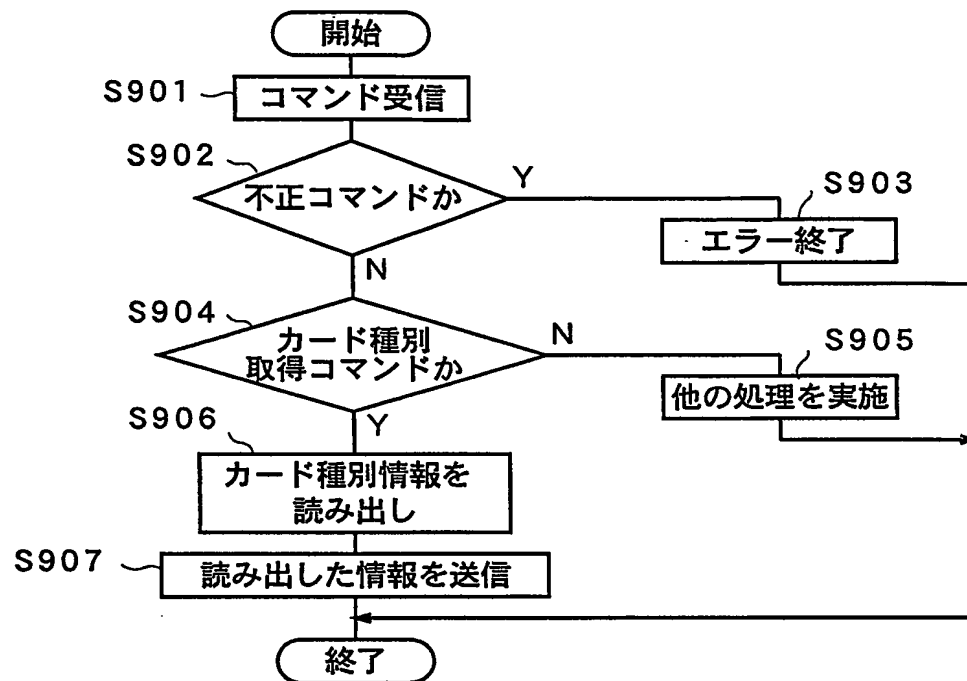 開始
S901
コマンド受信
S902
不正コマンドか
Y
S903
エラー終了
N
S904
カード種別
取得コマンドか
N
S905
他の処理を実施
Y
S906
カード種別情報を
読み出し
S907
読み出した情報を送信
終了